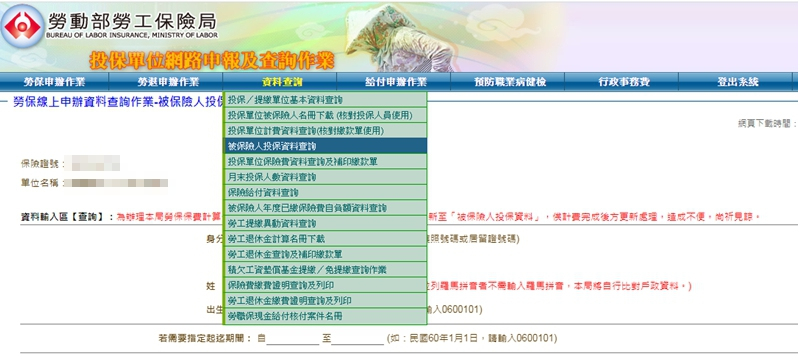 勞動部勞工保險局
BUREAU OF LABOR INSURANCE, MINISTRY OF LABOR
投保單位網路申報及查詢作業
勞保申辦作業 勞退申辦作業 資料查詢 給付申辦作業 預防職業病健檢 行政事務費 登出系統
勞保線上申辦資料查詢作業-被保險人投保
投保／提繳單位基本資料查詢
投保單位被保險人名冊下載 (核對投保人員使用)
投保單位計費資料查詢(核對繳款單使用)
被保險人投保資料查詢
投保單位保險費資料查詢及補印繳款單
月末投保人數資料查詢
保險給付資料查詢
被保險人年度已繳保險費自負額資料查詢
勞工提繳異動資料查詢
勞工退休金計算名冊下載
勞工退休金查詢及補印繳款單
積欠工資墊償基金提繳／免提繳查詢作業
保險費繳費證明查詢及列印
勞工退休金繳費證明查詢及列印
勞職保現金給付核付案件名冊
網頁下載時間：
保險證號：
單位名稱：
資料輸入區【查詢】：為辦理本局勞保保費計算 新至「被保險人投保資料」，俟計費完成後方更新處理，造成不便，尚祈見諒。
身分 照號碼或居留證號碼)
姓 位列羅馬拼音者不需輸入羅馬拼音，本局將自行比對戶政資料。)
出生 輸入0600101)
若需要指定起迄期間： 自 至 (如：民國60年1月1日，請輸入0600101)